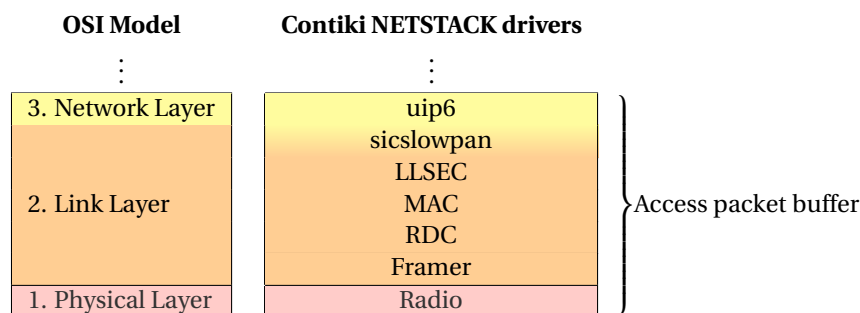 OSI Model
Contiki NETSTACK drivers
⋮
⋮
3. Network Layer
uip6
sicslowpan
LLSEC
2. Link Layer
MAC
Access packet buffer
RDC
Framer
1. Physical Layer
Radio